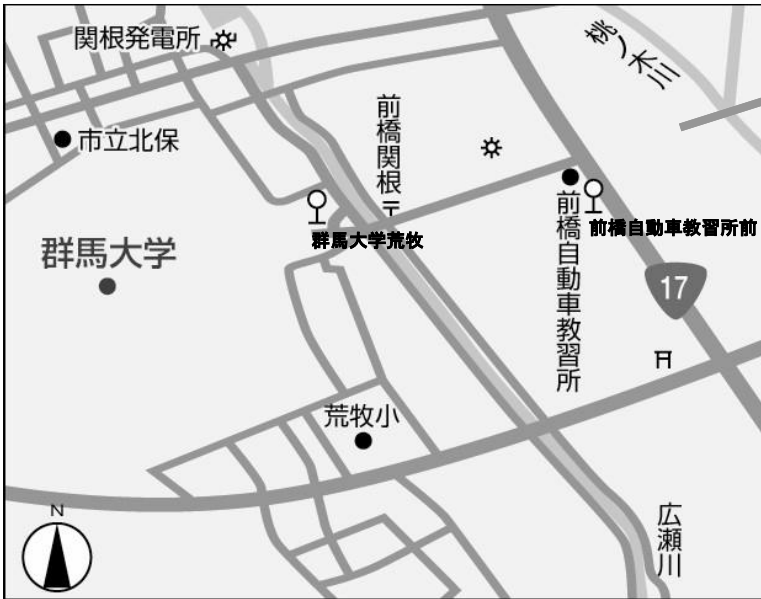 関根発電所
桃ノ木川
市立北保
前橋関根〒
群馬大学荒牧
前橋自動車教習所前
群馬大学
前橋自動車教習所
17
荒牧小
N
広瀬川